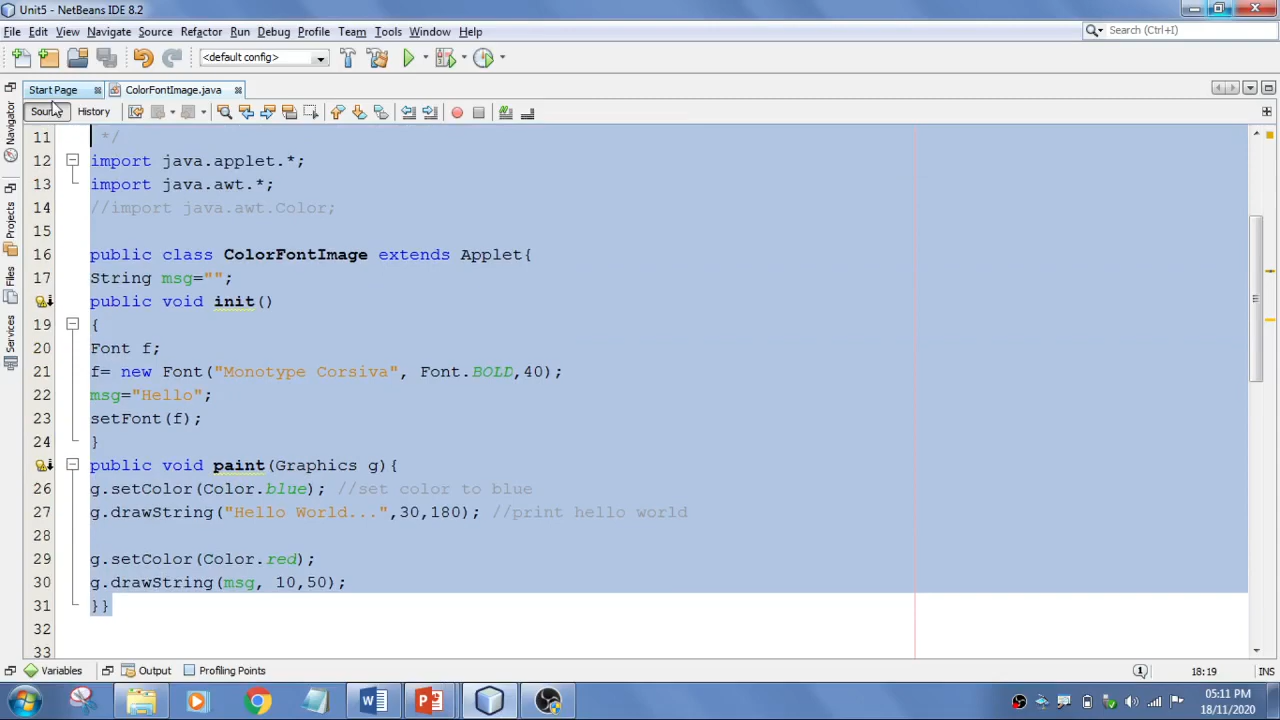 Unit5 - NetBeans IDE 8.2
File Edit View Navigate Source Refactor Run Debug Profile Team Tools Window Help
Search (Ctrl+I)
<default config>
Start Page
ColorFontImage.java
Source
History
Navigator
Projects
Files
Services
11 */
12 import java.applet.*;
13 import java.awt.*;
14 //import java.awt.Color;
15
16 public class ColorFontImage extends Applet{
17 String msg="";
public void init()
19 {
20 Font f;
21 f= new Font("Monotype Corsiva", Font.BOLD,40);
22 msg="Hello";
23 setFont(f);
24 }
public void paint(Graphics g){
26 g.setColor(Color.blue); //set color to blue
27 g.drawString("Hello World...",30,180); //print hello world
28
29 g.setColor(Color.red);
30 g.drawString(msg, 10,50);
31 }}
32
33
Variables
Output
Profiling Points
1
18:19
INS
05:11 PM
18/11/2020